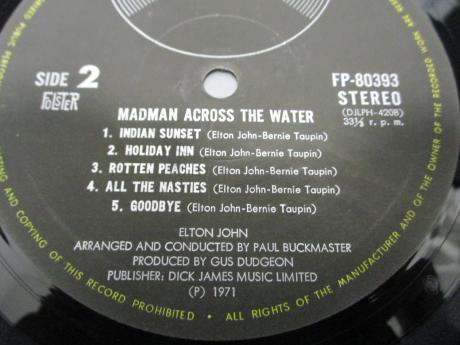 SIDE 2
FP-80393
STEREO
(DJLPH-420B)
33⅓ r. p. m.
MADMAN ACROSS THE WATER
1. INDIAN SUNSET (Elton John-Bernie Taupin)
2. HOLIDAY INN (Elton John-Bernie Taupin)
3. ROTTEN PEACHES (Elton John-Bernie Taupin)
4. ALL THE NASTIES (Elton John-Bernie Taupin)
5. GOODBYE (Elton John-Bernie Taupin)
ELTON JOHN
ARRANGED AND CONDUCTED BY PAUL BUCKMASTER
PRODUCED BY GUS DUDGEON
PUBLISHER: DICK JAMES MUSIC LIMITED
(P) 1971
AND COPYING OF THIS RECORD PROHIBITED • ALL RIGHTS OF THE MANUFACTURER AND OF THE OWNER OF THE RECORDED WORK ARE